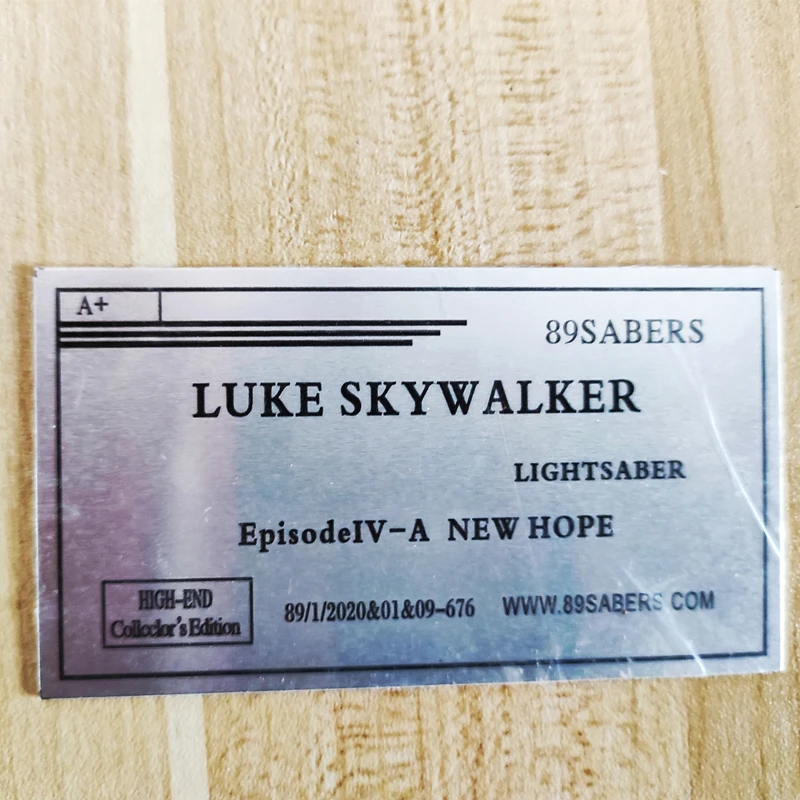 A+
89SABERS
LUKE SKYWALKER
LIGHTSABER
EpisodeIV-A NEW HOPE
HIGH-END
Collector's Edition
89/1/2020&01&09-676
WWW.89SABERS.COM